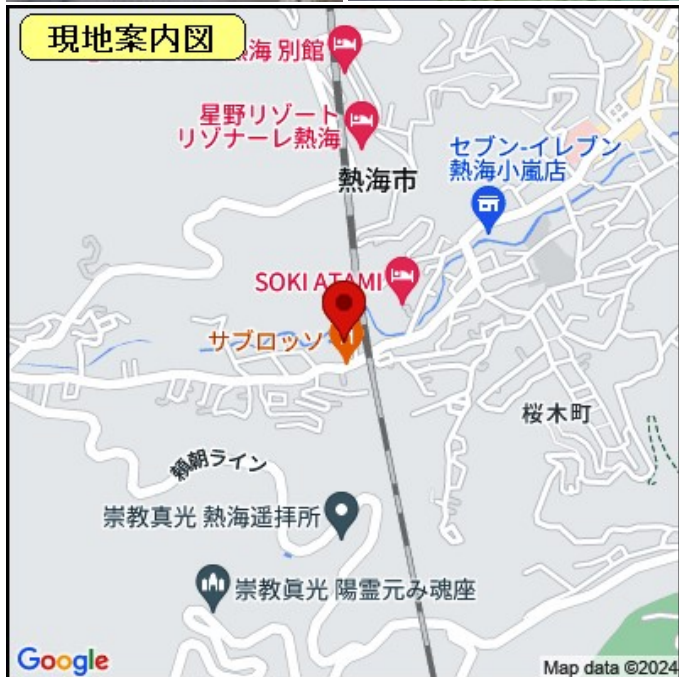 現地案内図
海 別館
星野リゾート
リゾナーレ熱海
熱海市
セブン-イレブン
熱海小嵐店
SOKI ATAMI
サブロッソ
桜木町
頼朝ライン
崇教真光 熱海遥拝所
崇教眞光 陽霊元み魂座
Google
Map data ©2024